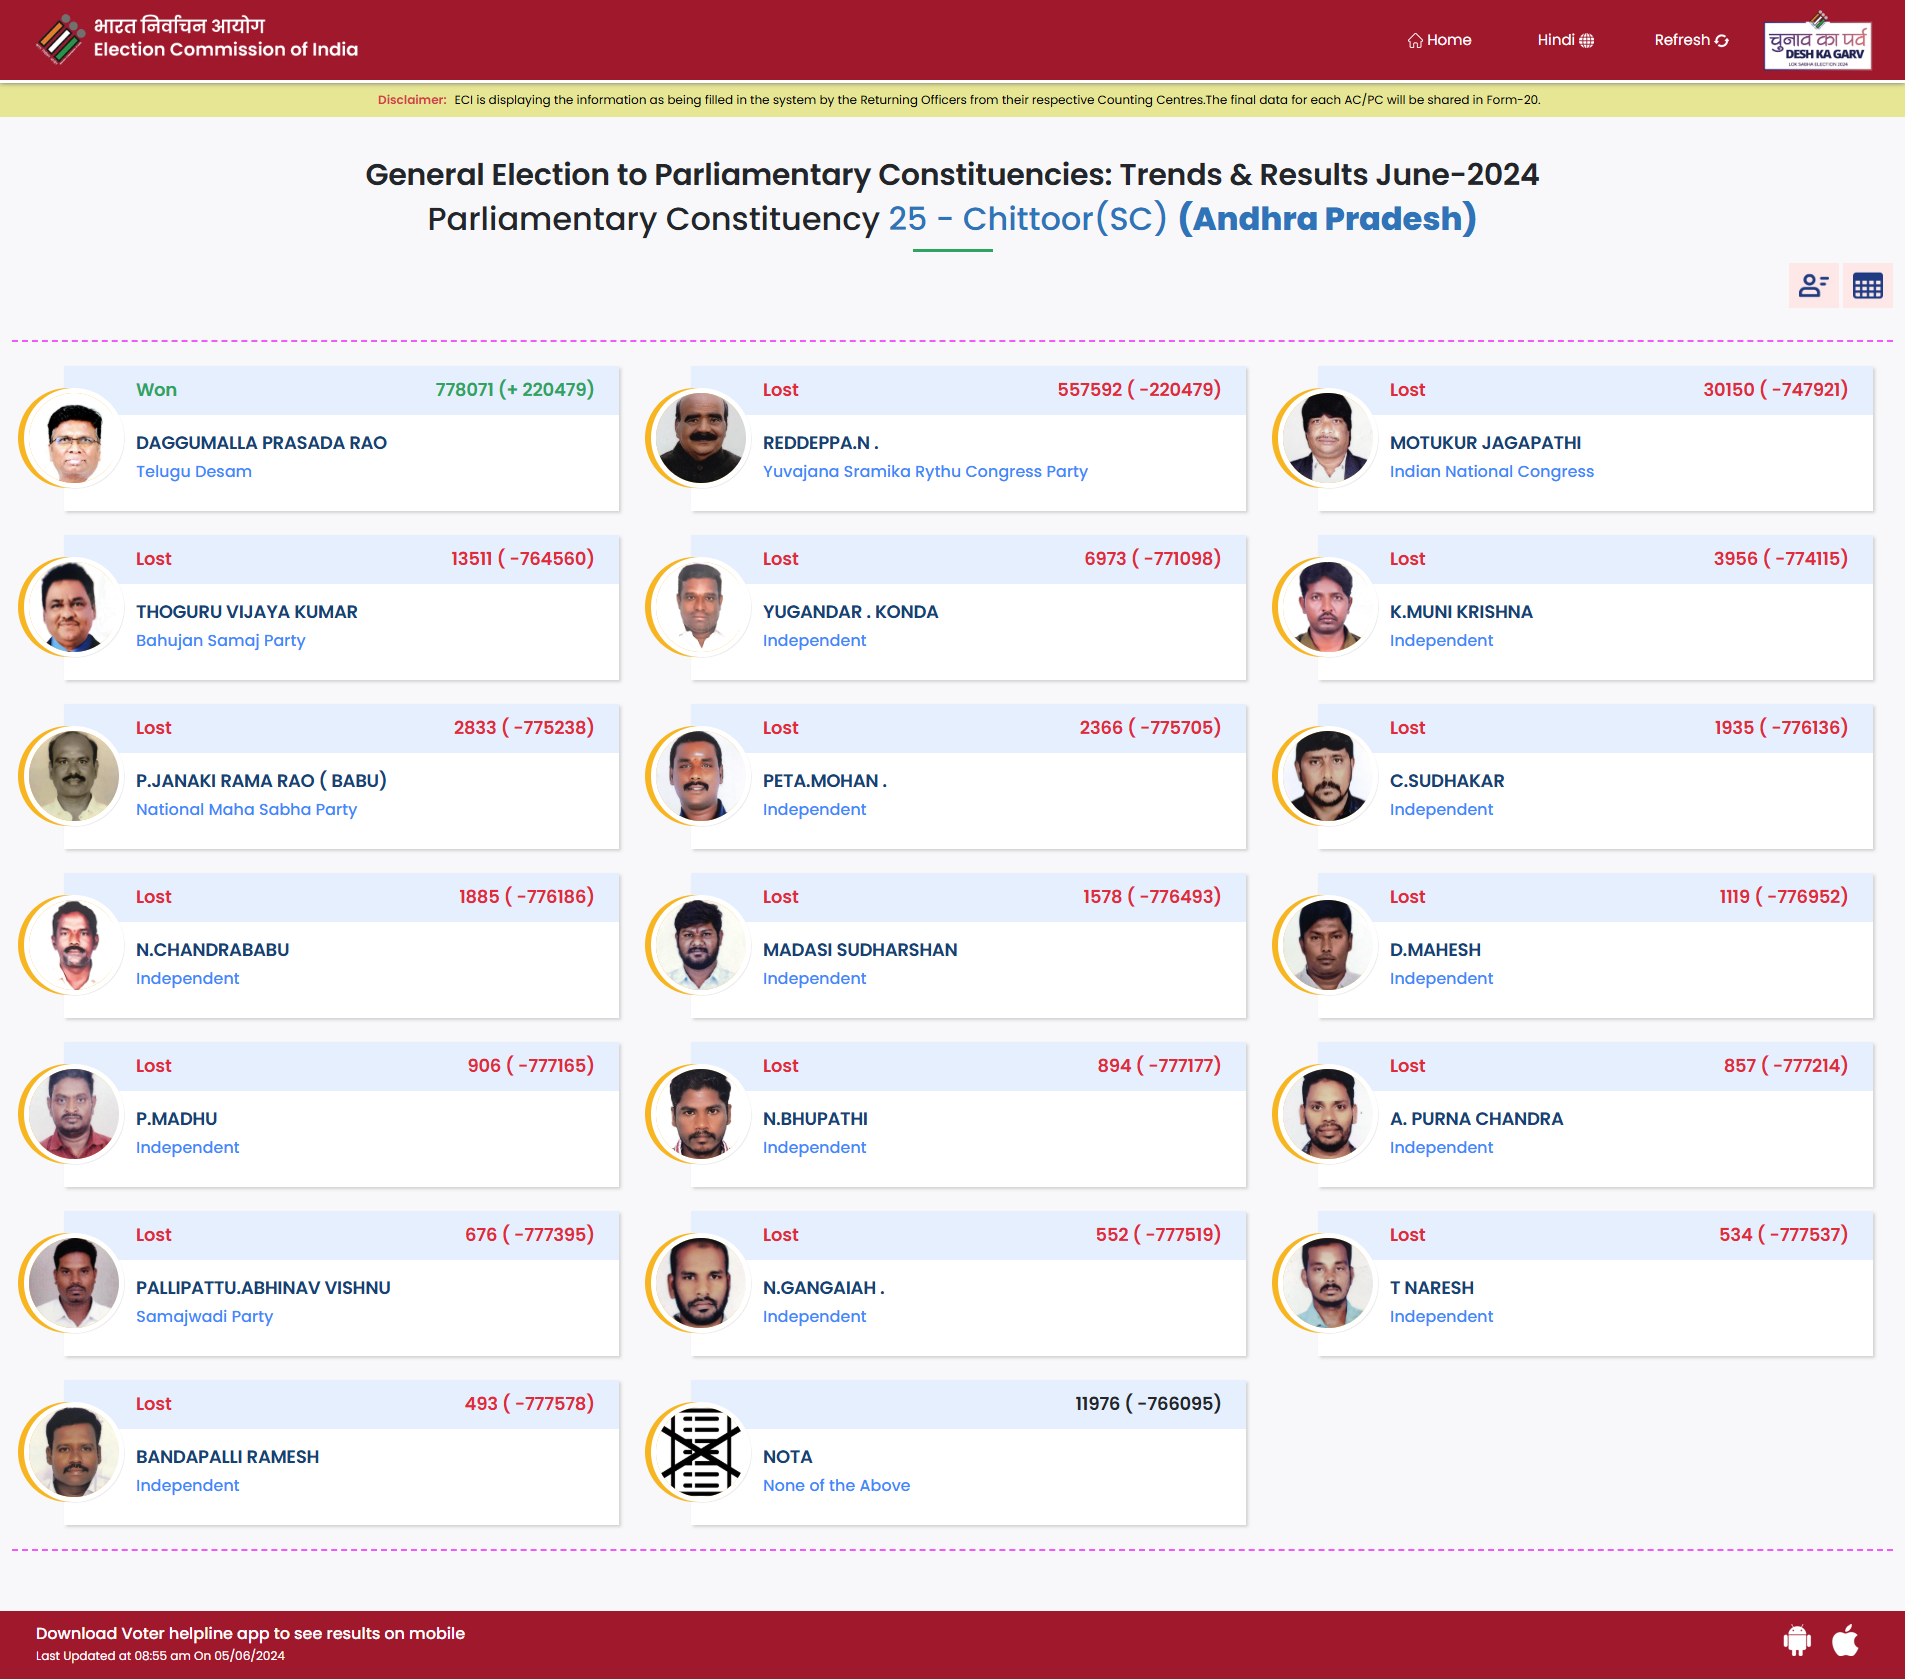 भारत निर्वाचन आयोग
Election Commission of India
Home
Hindi
Refresh
चुनाव का पर्व
DESH KA GARV
LOK SABHA ELECTION 2024
Disclaimer: ECI is displaying the information as being filled in the system by the Returning Officers from their respective Counting Centres.The final data for each AC/PC will be shared in Form-20.
General Election to Parliamentary Constituencies: Trends & Results June-2024
Parliamentary Constituency 25 - Chittoor(SC) (Andhra Pradesh)
Won 778071 (+ 220479)
DAGGUMALLA PRASADA RAO
Telugu Desam
Lost 557592 ( -220479)
REDDEPPA.N .
Yuvajana Sramika Rythu Congress Party
Lost 30150 ( -747921)
MOTUKUR JAGAPATHI
Indian National Congress
Lost 13511 ( -764560)
THOGURU VIJAYA KUMAR
Bahujan Samaj Party
Lost 6973 ( -771098)
YUGANDAR . KONDA
Independent
Lost 3956 ( -774115)
K.MUNI KRISHNA
Independent
Lost 2833 ( -775238)
P.JANAKI RAMA RAO ( BABU)
National Maha Sabha Party
Lost 2366 ( -775705)
PETA.MOHAN .
Independent
Lost 1935 ( -776136)
C.SUDHAKAR
Independent
Lost 1885 ( -776186)
N.CHANDRABABU
Independent
Lost 1578 ( -776493)
MADASI SUDHARSHAN
Independent
Lost 1119 ( -776952)
D.MAHESH
Independent
Lost 906 ( -777165)
P.MADHU
Independent
Lost 894 ( -777177)
N.BHUPATHI
Independent
Lost 857 ( -777214)
A. PURNA CHANDRA
Independent
Lost 676 ( -777395)
PALLIPATTU.ABHINAV VISHNU
Samajwadi Party
Lost 552 ( -777519)
N.GANGAIAH .
Independent
Lost 534 ( -777537)
T NARESH
Independent
Lost 493 ( -777578)
BANDAPALLI RAMESH
Independent
11976 ( -766095)
NOTA
None of the Above
Download Voter helpline app to see results on mobile
Last Updated at 08:55 am On 05/06/2024